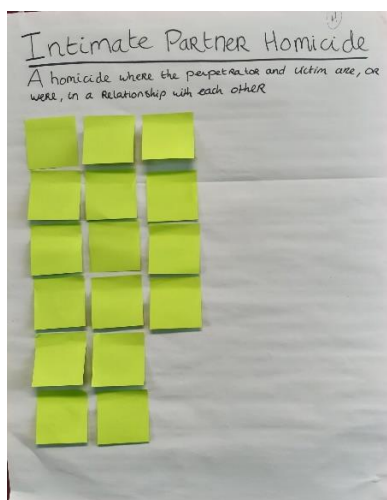 Intimate Partner Homicide
A homicide where the perpetrator and victim are, or
were, in a Relationship with each other